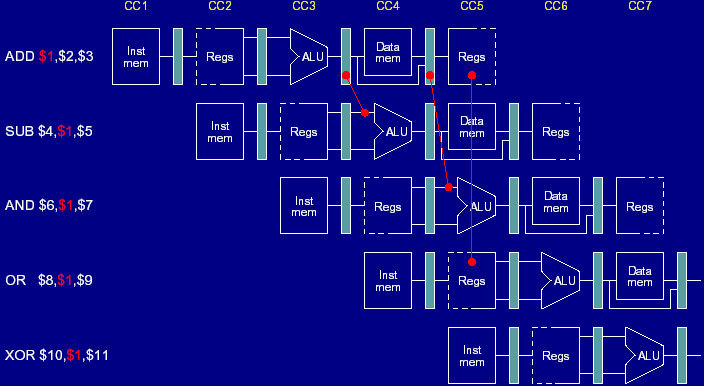 CC1 CC2 CC3 CC4 CC5 CC6 CC7
ADD $1,$2,$3
Inst mem
Regs
ALU
Data mem
Regs
SUB $4,$1,$5
Inst mem
Regs
ALU
Data mem
Regs
AND $6,$1,$7
Inst mem
Regs
ALU
Data mem
Regs
OR $8,$1,$9
Inst mem
Regs
ALU
Data mem
XOR $10,$1,$11
Inst mem
Regs
ALU